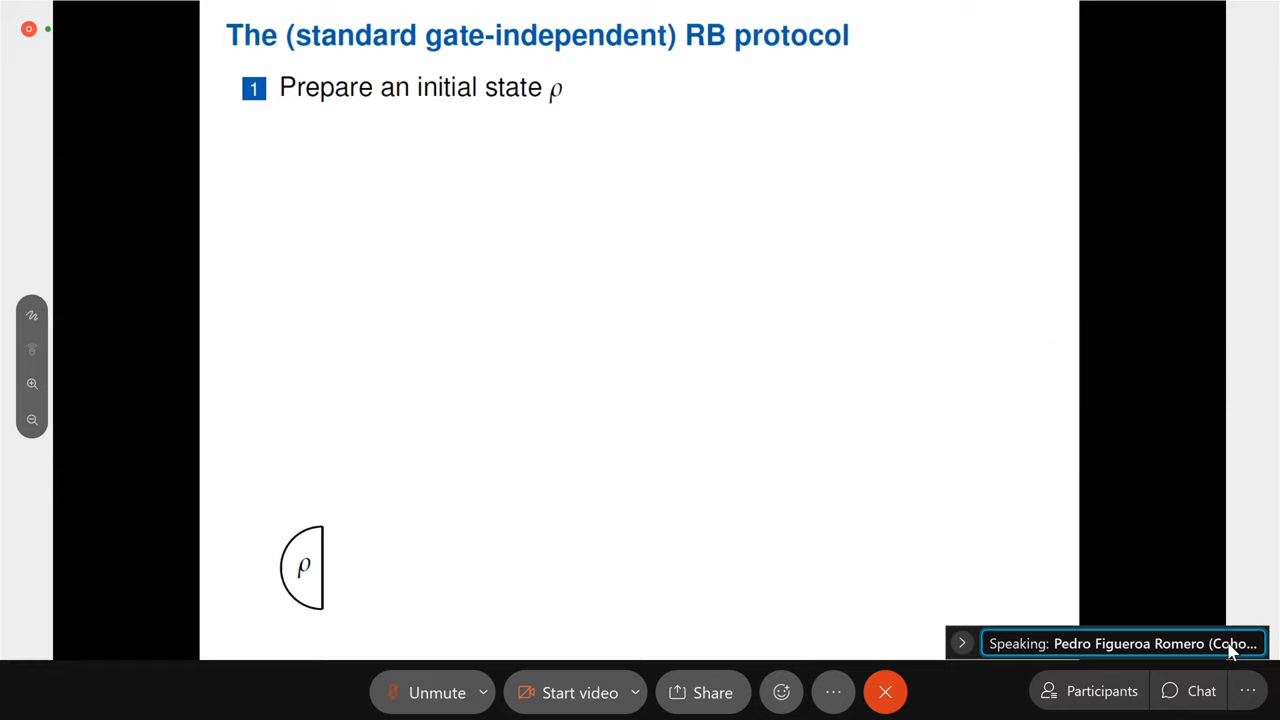 The (standard gate-independent) RB protocol
1 Prepare an initial state ρ
ρ
Speaking: Pedro Figueroa Romero (Coho...
Unmute
Start video
Share
Participants
Chat